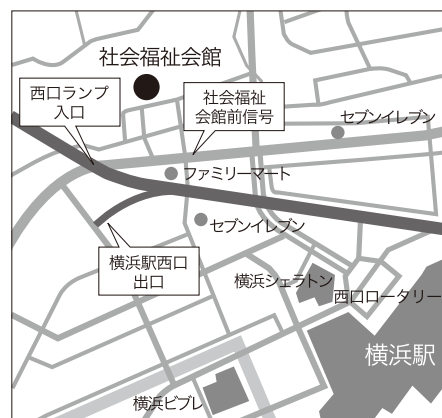 社会福祉会館
西口ランプ
入口
社会福祉
会館前信号
セブンイレブン
ファミリーマート
セブンイレブン
横浜駅西口
出口
横浜シェラトン
西口ロータリー
横浜駅
横浜ビブレ